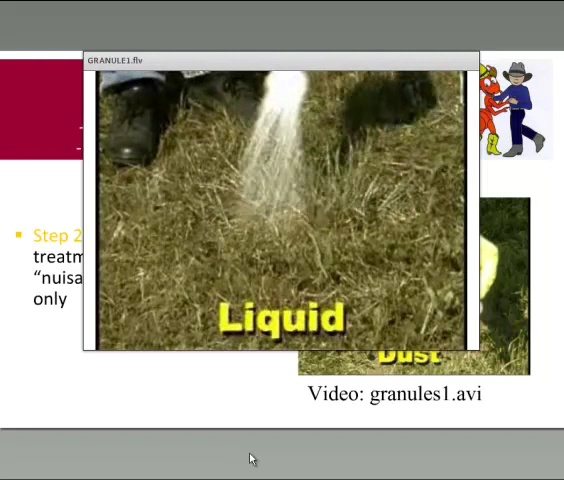 GRANULE1.flv
Liquid
Step 2
treatm
“nuisa
only
Dust
Video: granules1.avi